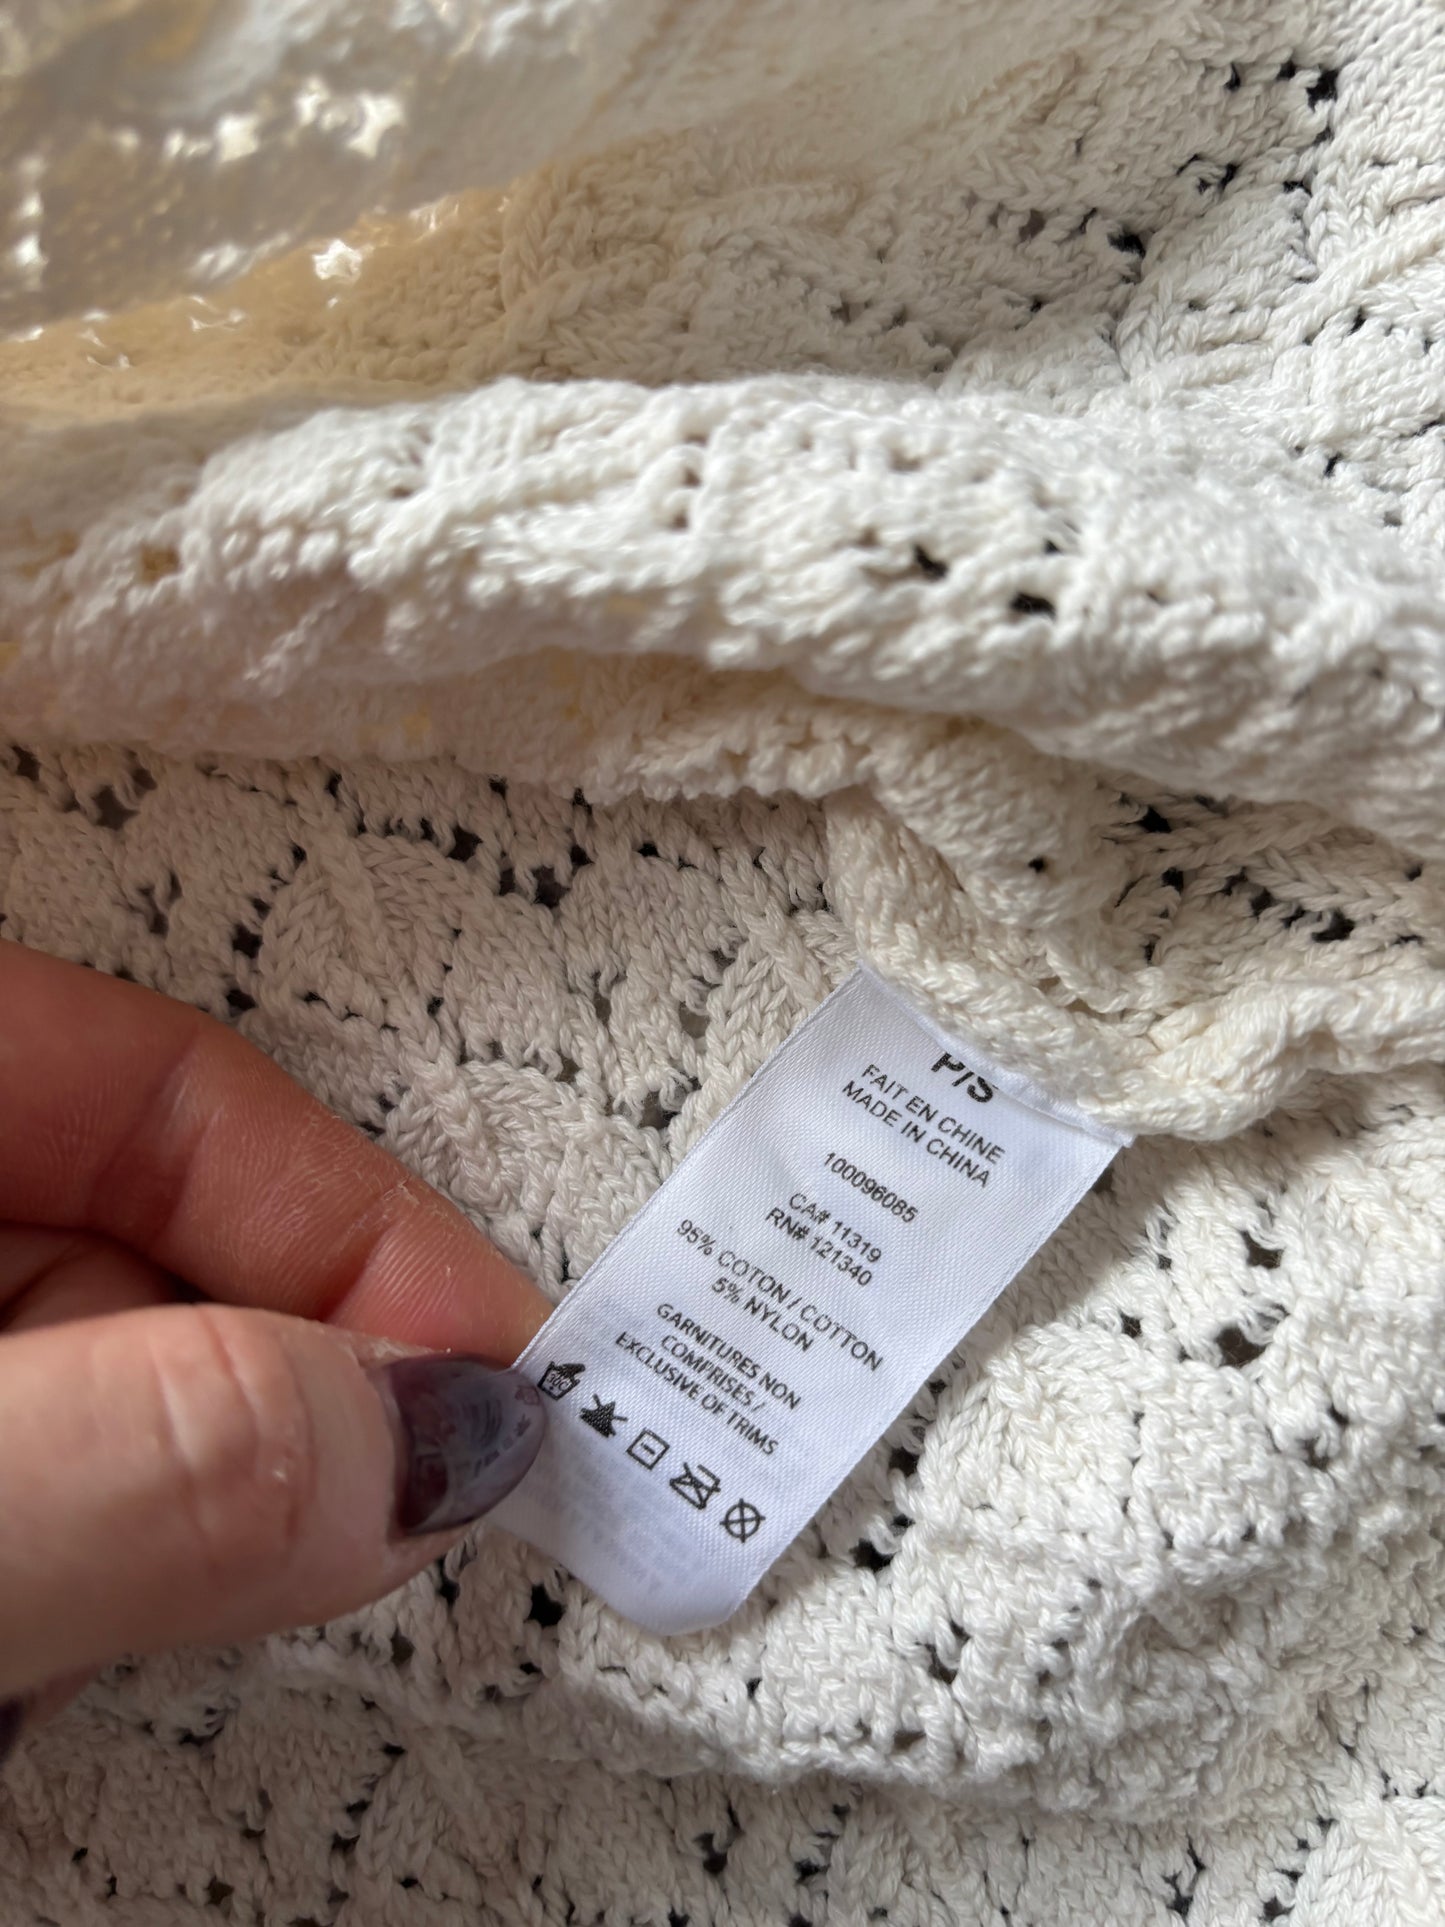 P/S
FAIT EN CHINE
MADE IN CHINA
100096085
CA# 11319
RN# 121340
95% COTON / COTTON
5% NYLON
GARNITURES NON
COMPRISES /
EXCLUSIVE OF TRIMS
30C